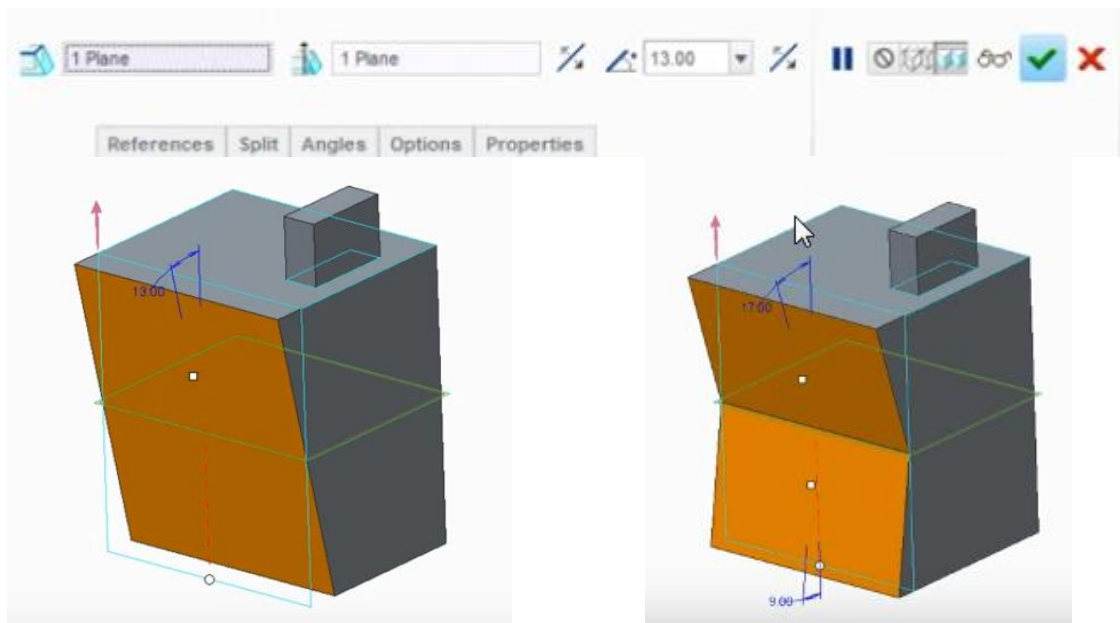 1 Plane 1 Plane 13.00
References Split Angles Options Properties
13.00
17.00
9.00